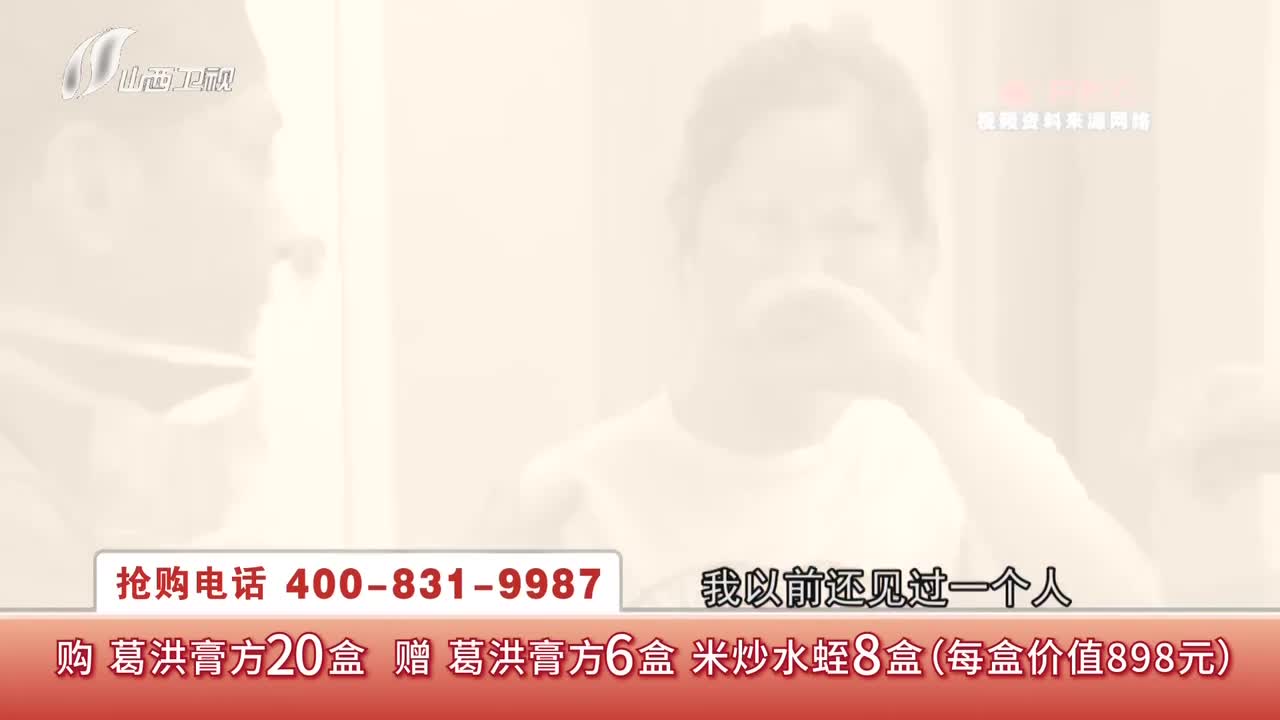 山西卫视
视频资料来源网络
抢购电话 400-831-9987
我以前还见过一个人
购 葛洪膏方20盒 赠 葛洪膏方6盒 米炒水蛭8盒(每盒价值898元)